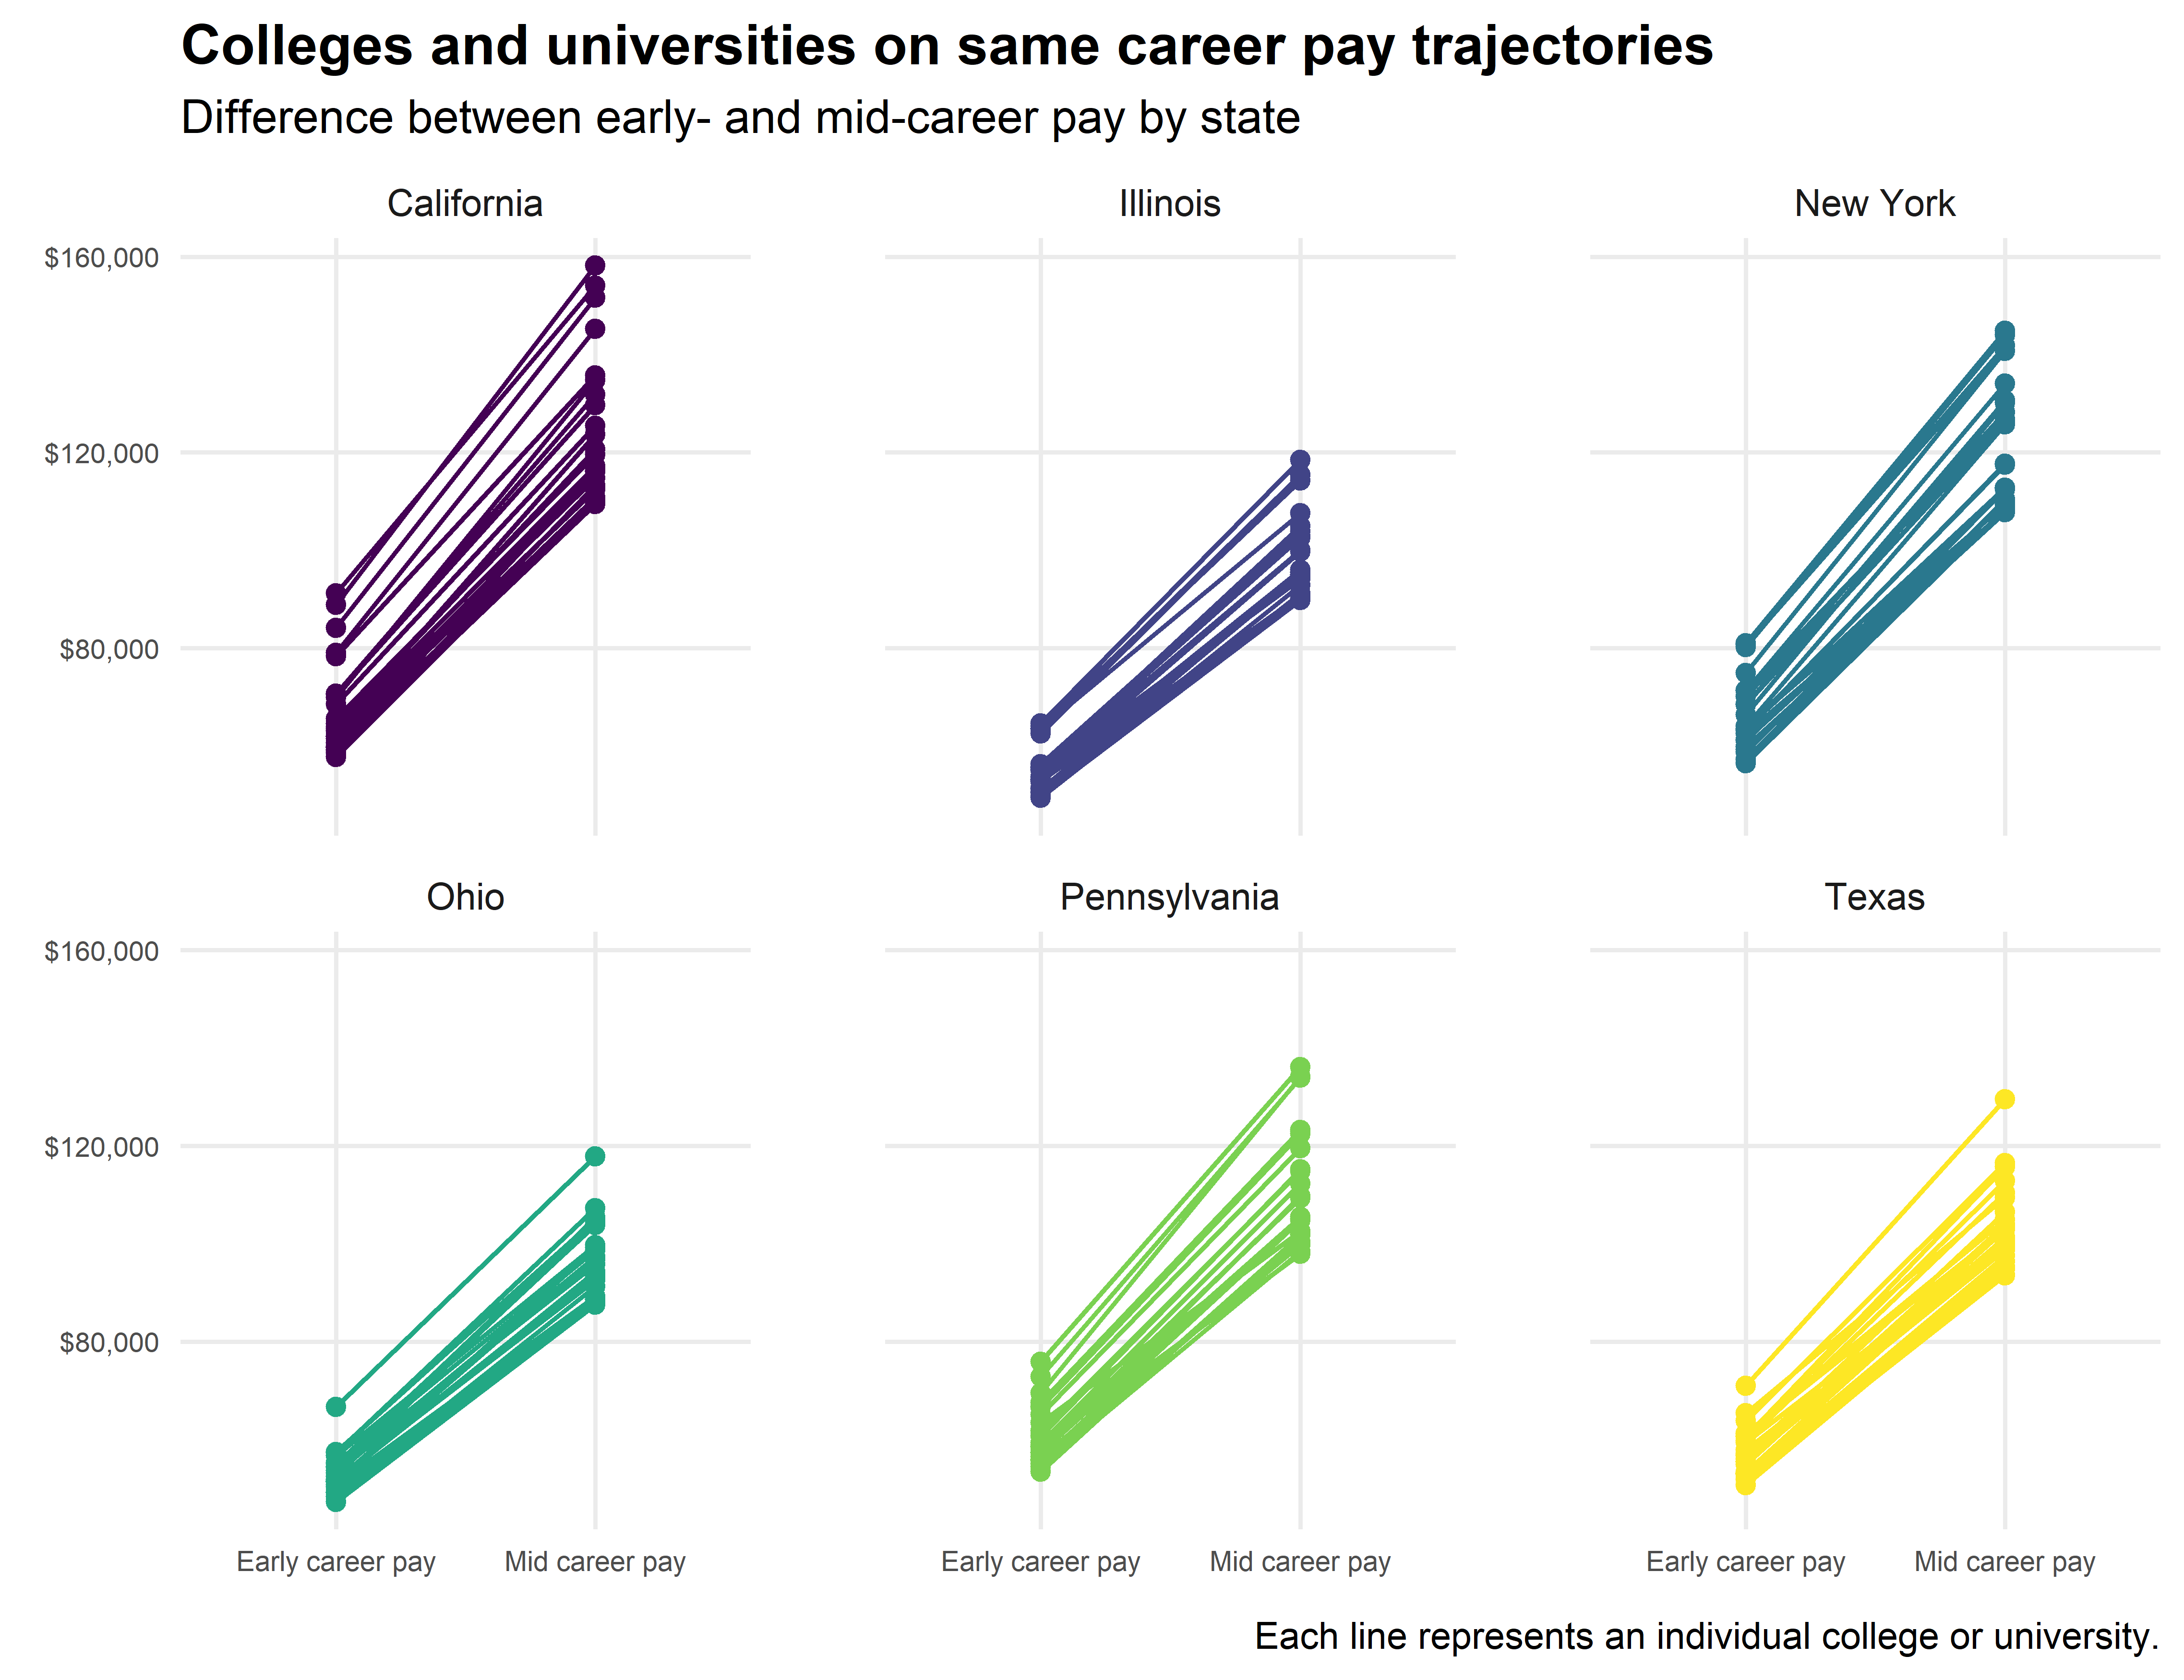 Colleges and universities on same career pay trajectories
Difference between early- and mid-career pay by state
California
Illinois
New York
$160,000
$120,000
$80,000
Ohio
Pennsylvania
Texas
$160,000
$120,000
$80,000
Early career pay
Mid career pay
Early career pay
Mid career pay
Early career pay
Mid career pay
Each line represents an individual college or university.